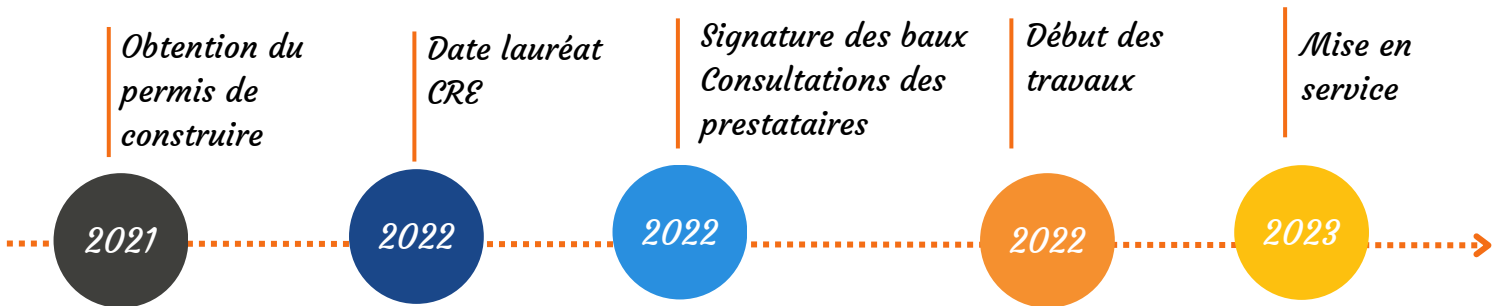 Obtention du
permis de
construire
Date lauréat
CRE
Signature des baux
Consultations des
prestataires
Début des
travaux
Mise en
service
2021
2022
2022
2022
2023